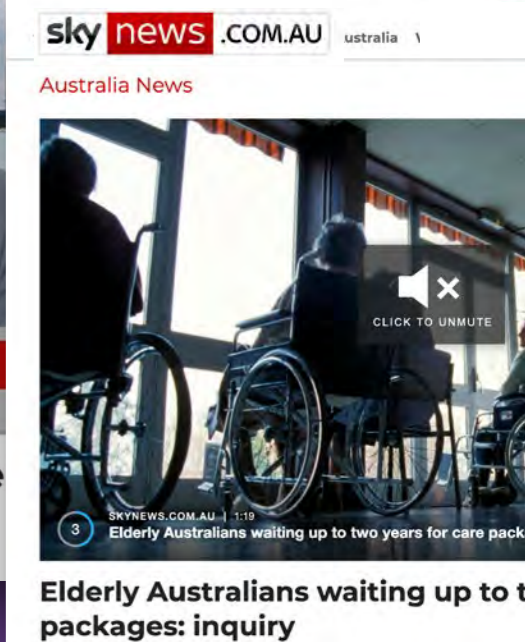 sky news .COM.AU ustralia
Australia News
CLICK TO UNMUTE
SKYNEWS.COM.AU | 1:19
3
Elderly Australians waiting up to two years for care pack
Elderly Australians waiting up to t
packages: inquiry